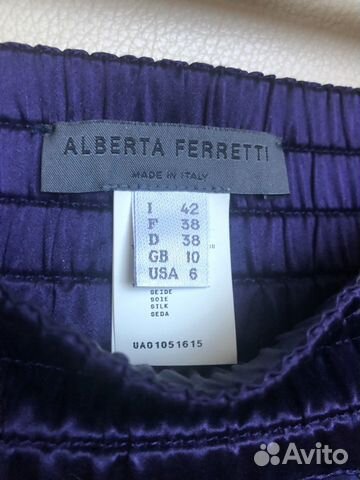 ALBERTA FERRETTI
MADE IN ITALY
I 42
F 38
D 38
GB 10
USA 6
SEIDE
SOIE
SILK
SEDA
UA01051615
Avito